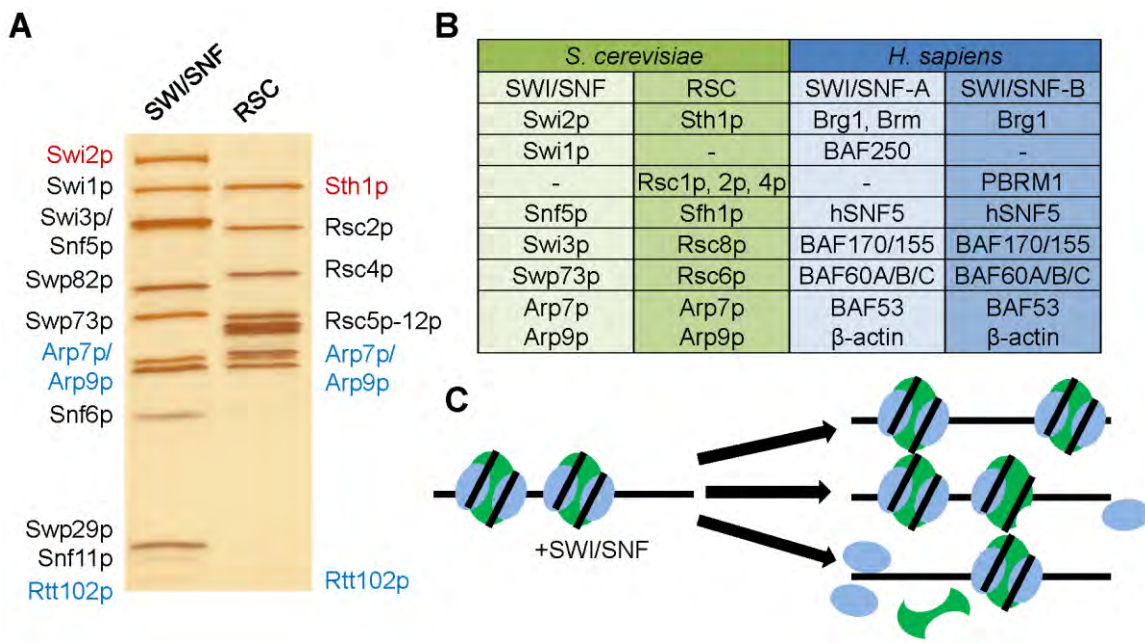 A
SWI/SNF
RSC
Swi2p
Swi1p
Swi3p/
Snf5p
Swp82p
Swp73p
Arp7p/
Arp9p
Snf6p
Swp29p
Snf11p
Rtt102p
Sth1p
Rsc2p
Rsc4p
Rsc5p-12p
Arp7p/
Arp9p
Rtt102p
B
S. cerevisiae H. sapiens
SWI/SNF RSC SWI/SNF-A SWI/SNF-B
Swi2p Sth1p Brg1, Brm Brg1
Swi1p - BAF250 -
- Rsc1p, 2p, 4p - PBRM1
Snf5p Sfh1p hSNF5 hSNF5
Swi3p Rsc8p BAF170/155 BAF170/155
Swp73p Rsc6p BAF60A/B/C BAF60A/B/C
Arp7p Arp7p BAF53 BAF53
Arp9p Arp9p β-actin β-actin
C
+SWI/SNF